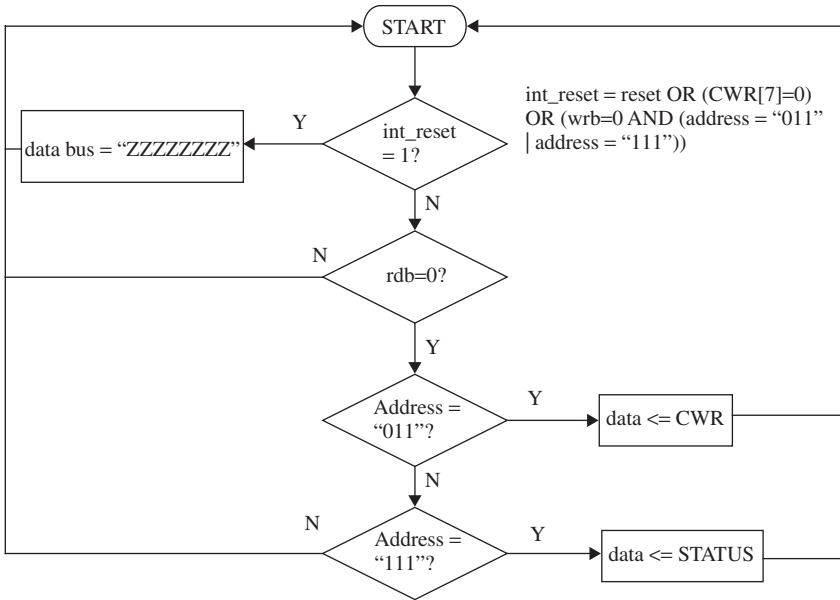 START
int_reset = reset OR (CWR[7]=0)
OR (wrb=0 AND (address = “011”
| address = “111”))
Y
int_reset
= 1?
data bus = “ZZZZZZZZ”
N
N
rdb=0?
Y
Address =
“011”?
Y
data <= CWR
N
N
Address =
“111”?
Y
data <= STATUS